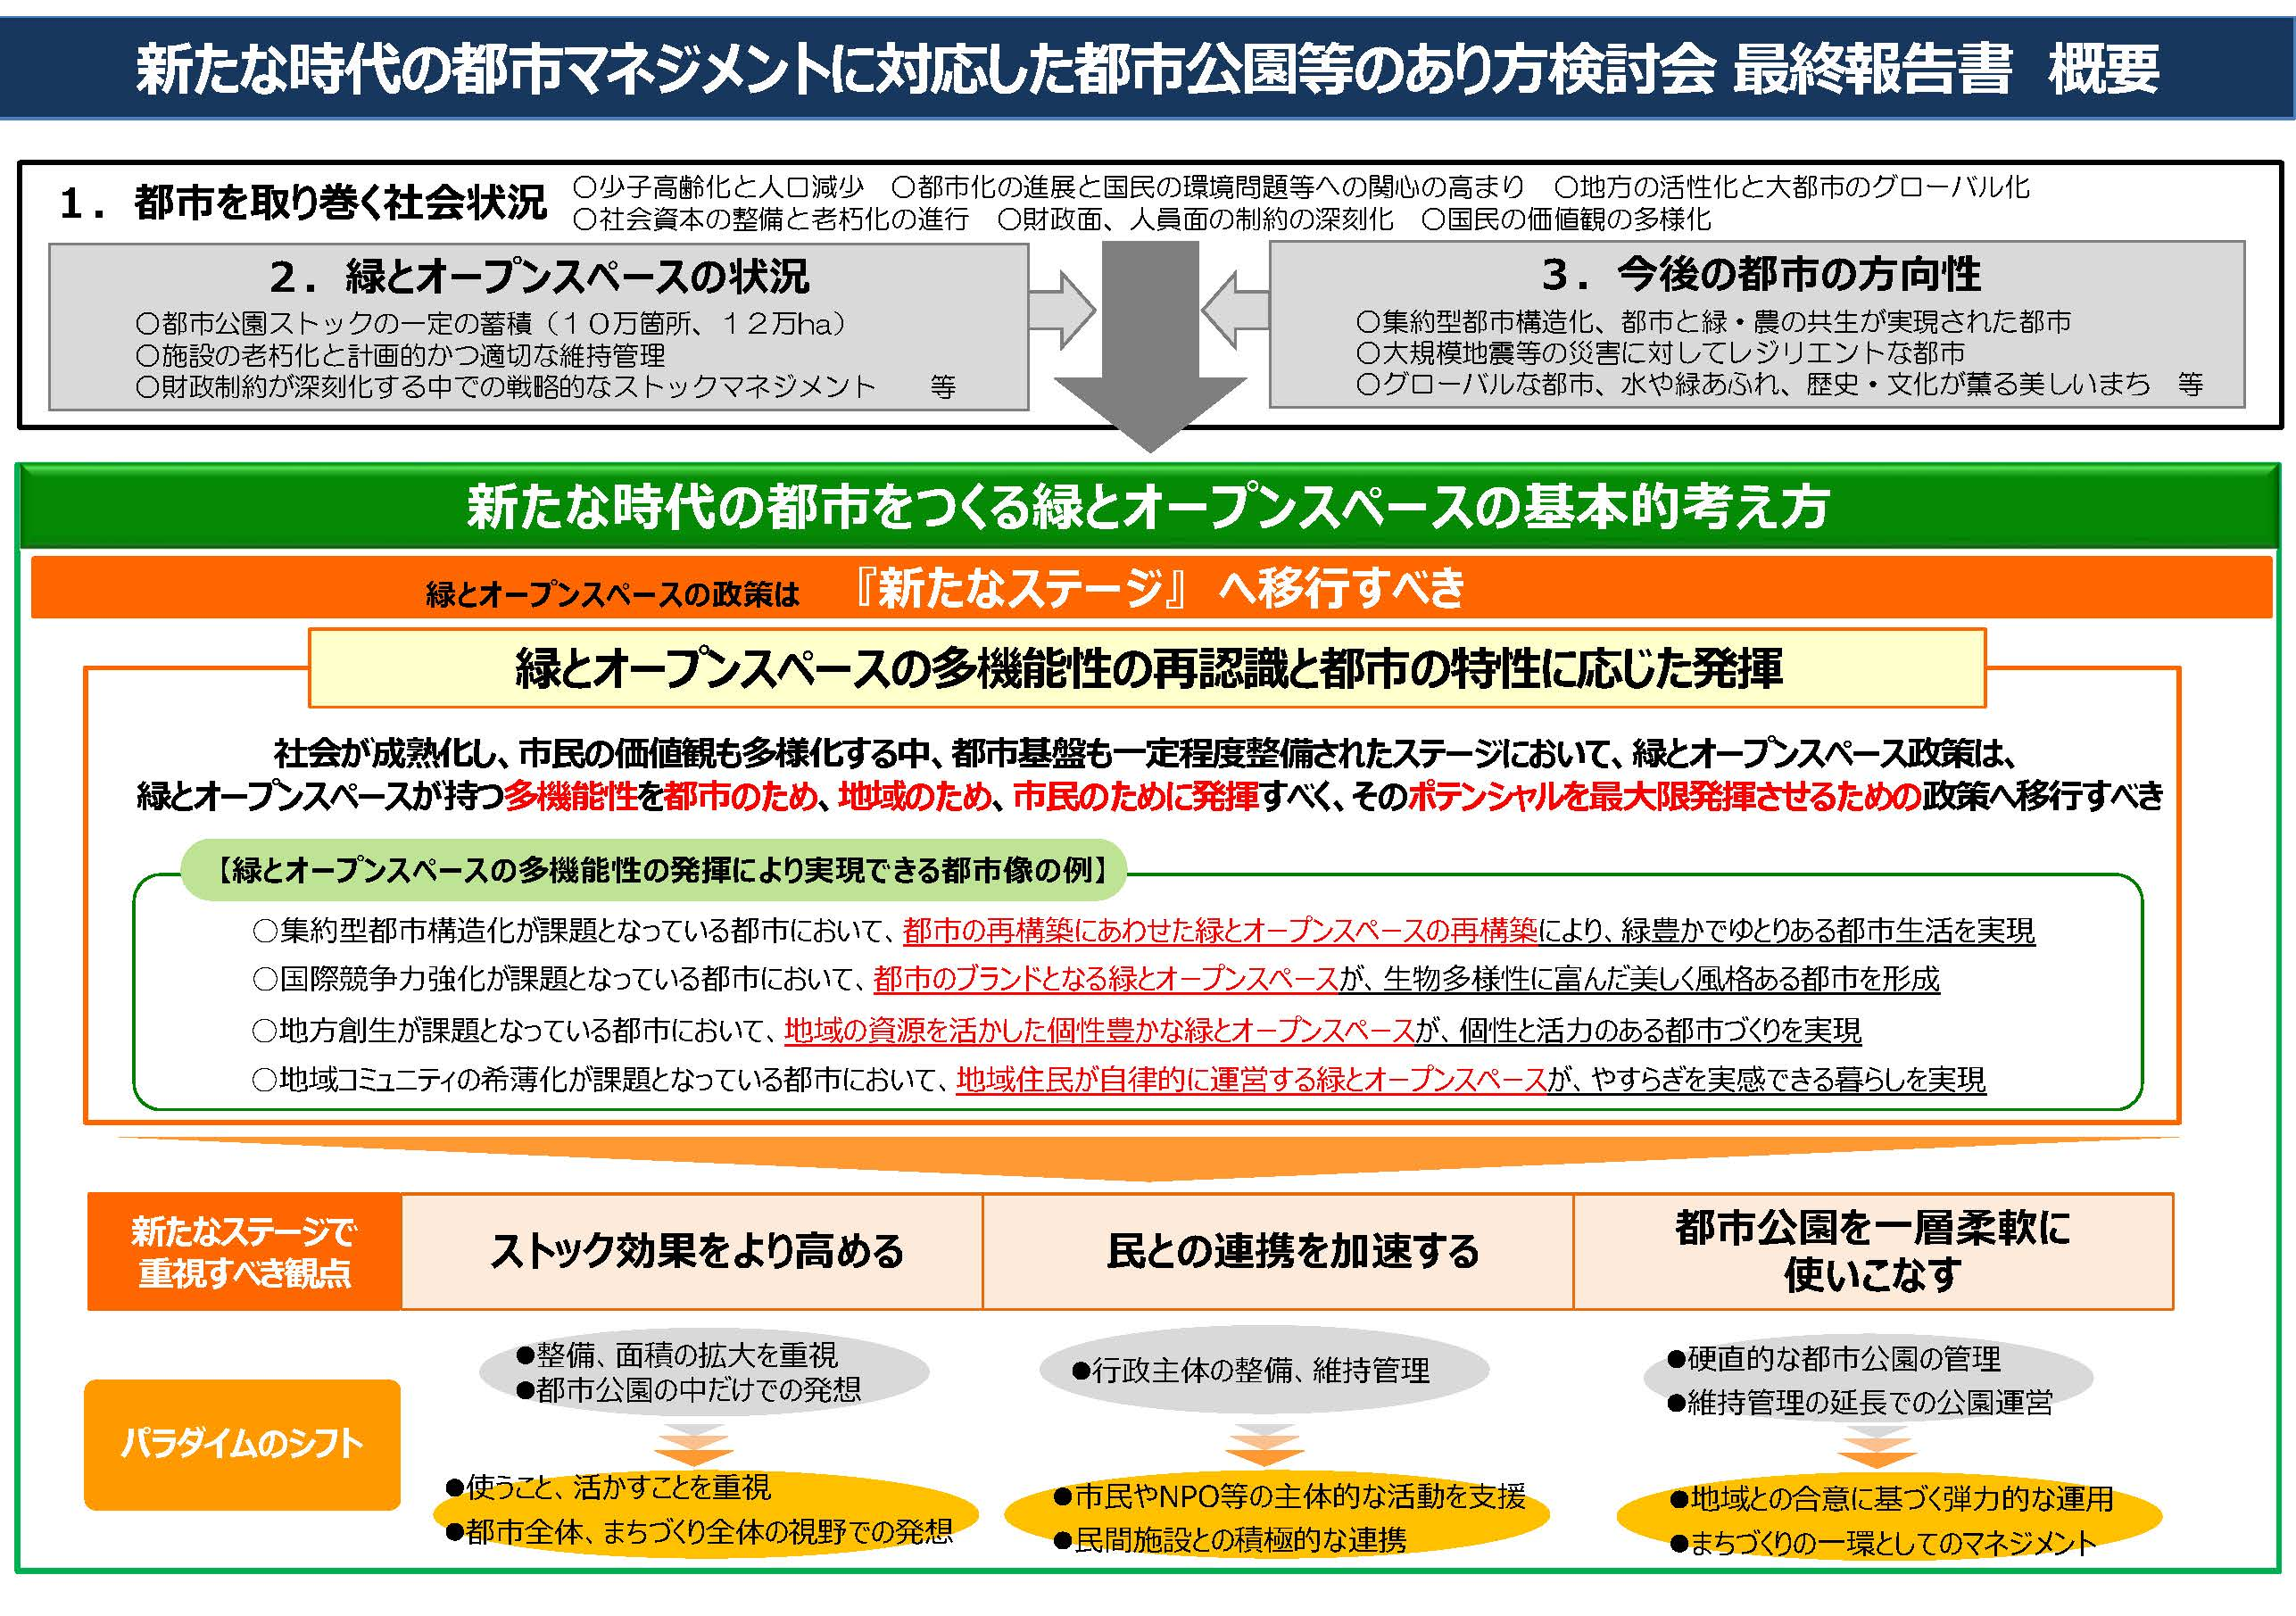 新たな時代の都市マネジメントに対応した都市公園等のあり方検討会 最終報告書　概要
１．都市を取り巻く社会状況
○少子高齢化と人口減少　○都市化の進展と国民の環境問題等への関心の高まり　○地方の活性化と大都市のグローバル化
○社会資本の整備と老朽化の進行　○財政面、人員面の制約の深刻化　○国民の価値観の多様化
２．緑とオープンスペースの状況
○都市公園ストックの一定の蓄積（１０万箇所、１２万ha）
○施設の老朽化と計画的かつ適切な維持管理
○財政制約が深刻化する中での戦略的なストックマネジメント　　等
３．今後の都市の方向性
○集約型都市構造化、都市と緑・農の共生が実現された都市
○大規模地震等の災害に対してレジリエントな都市
○グローバルな都市、水や緑あふれ、歴史・文化が薫る美しいまち　等
新たな時代の都市をつくる緑とオープンスペースの基本的考え方
緑とオープンスペースの政策は　『新たなステージ』　へ移行すべき
緑とオープンスペースの多機能性の再認識と都市の特性に応じた発揮
社会が成熟化し、市民の価値観も多様化する中、都市基盤も一定程度整備されたステージにおいて、緑とオープンスペース政策は、
緑とオープンスペースが持つ多機能性を都市のため、地域のため、市民のために発揮すべく、そのポテンシャルを最大限発揮させるための政策へ移行すべき
【緑とオープンスペースの多機能性の発揮により実現できる都市像の例】
○集約型都市構造化が課題となっている都市において、都市の再構築にあわせた緑とオープンスペースの再構築により、緑豊かでゆとりある都市生活を実現
○国際競争力強化が課題となっている都市において、都市のブランドとなる緑とオープンスペースが、生物多様性に富んだ美しく風格ある都市を形成
○地方創生が課題となっている都市において、地域の資源を活かした個性豊かな緑とオープンスペースが、個性と活力のある都市づくりを実現
○地域コミュニティの希薄化が課題となっている都市において、地域住民が自律的に運営する緑とオープンスペースが、やすらぎを実感できる暮らしを実現
新たなステージで
重視すべき観点
ストック効果をより高める
民との連携を加速する
都市公園を一層柔軟に
使いこなす
パラダイムのシフト
●整備、面積の拡大を重視
●都市公園の中だけでの発想
●使うこと、活かすことを重視
●都市全体、まちづくり全体の視野での発想
●行政主体の整備、維持管理
●市民やNPO等の主体的な活動を支援
●民間施設との積極的な連携
●硬直的な都市公園の管理
●維持管理の延長での公園運営
●地域との合意に基づく弾力的な運用
●まちづくりの一環としてのマネジメント